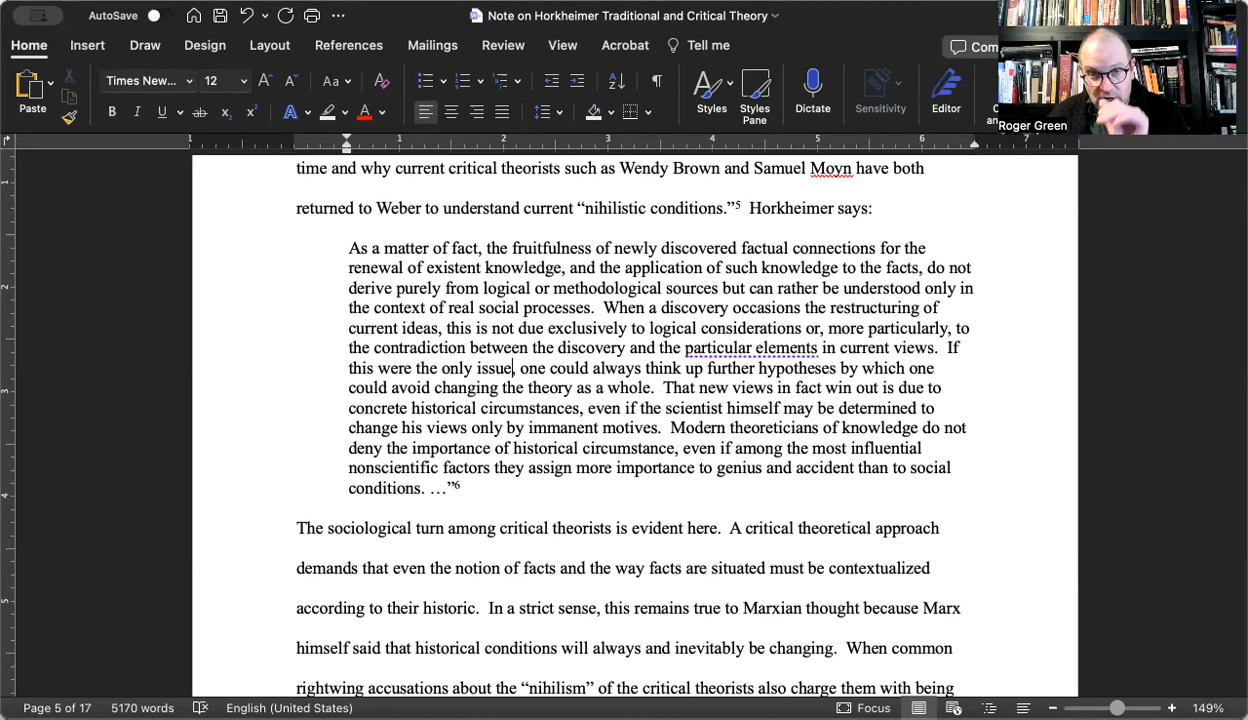 AutoSave
Note on Horkheimer Traditional and Critical Theory
Home Insert Draw Design Layout References Mailings Review View Acrobat Tell me
Com
Paste
Times New... 12
Aa
B I U ab x₂ x²
A A
Styles
Styles Pane
Dictate
Sensitivity
Editor
Roger Green
1 1 2 3 4 5 6 7
time and why current critical theorists such as Wendy Brown and Samuel Moyn have both
returned to Weber to understand current “nihilistic conditions.”⁵  Horkheimer says:
As a matter of fact, the fruitfulness of newly discovered factual connections for the
renewal of existent knowledge, and the application of such knowledge to the facts, do not
derive purely from logical or methodological sources but can rather be understood only in
the context of real social processes.  When a discovery occasions the restructuring of
current ideas, this is not due exclusively to logical considerations or, more particularly, to
the contradiction between the discovery and the particular elements in current views.  If
this were the only issue, one could always think up further hypotheses by which one
could avoid changing the theory as a whole.  That new views in fact win out is due to
concrete historical circumstances, even if the scientist himself may be determined to
change his views only by immanent motives.  Modern theoreticians of knowledge do not
deny the importance of historical circumstance, even if among the most influential
nonscientific factors they assign more importance to genius and accident than to social
conditions. …”⁶
The sociological turn among critical theorists is evident here.  A critical theoretical approach
demands that even the notion of facts and the way facts are situated must be contextualized
according to their historic.  In a strict sense, this remains true to Marxian thought because Marx
himself said that historical conditions will always and inevitably be changing.  When common
rightwing accusations about the “nihilism” of the critical theorists also charge them with being
Page 5 of 17 5170 words English (United States) Focus 149%